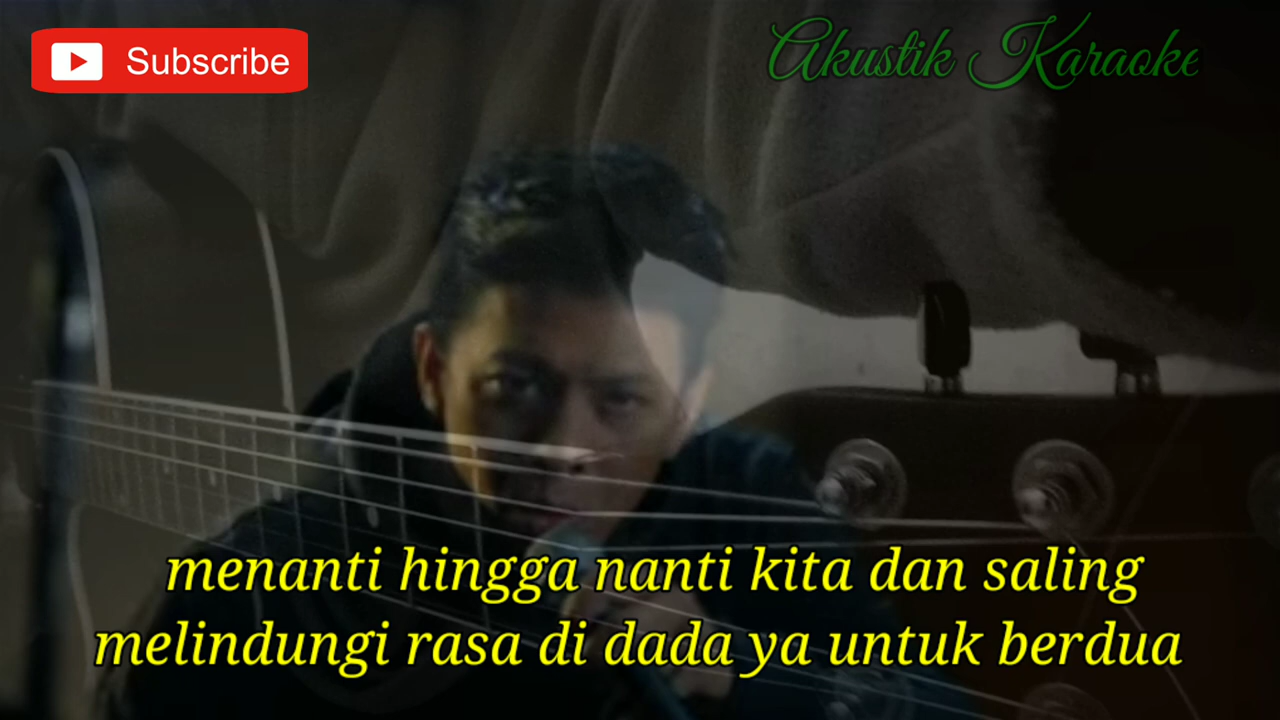 Subscribe
Akustik Karaoke
menanti hingga nanti kita dan saling
melindungi rasa di dada ya untuk berdua